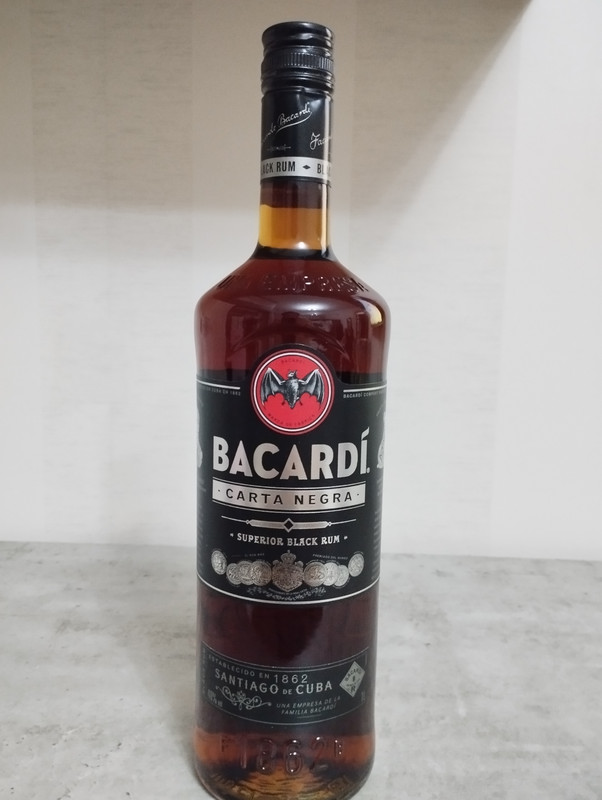 Bacardí
BLACK RUM
BACARDÍ
CARTA NEGRA
SUPERIOR BLACK RUM
ESTABLECIDO EN 1862
SANTIAGO DE CUBA
UNA EMPRESA DE LA
FAMILIA BACARDÍ
1862